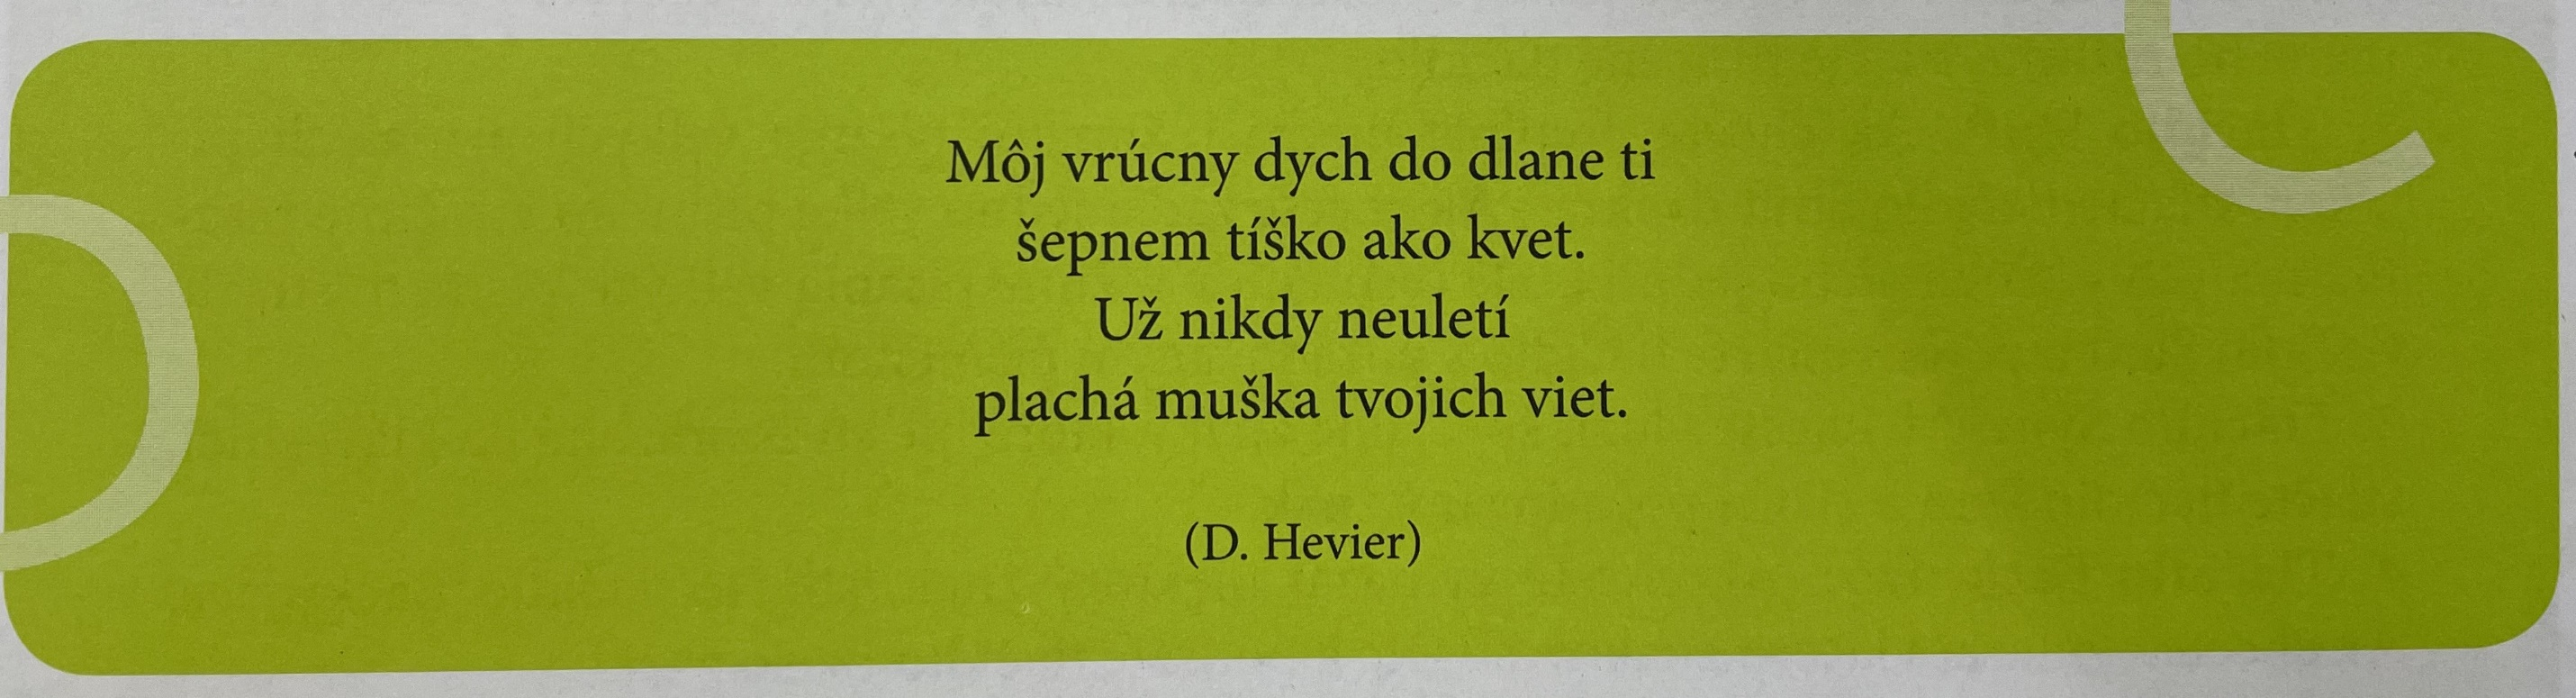 Môj vrúcny dych do dlane ti
šepnem tíško ako kvet.
Už nikdy neuletí
plachá muška tvojich viet.
(D. Hevier)